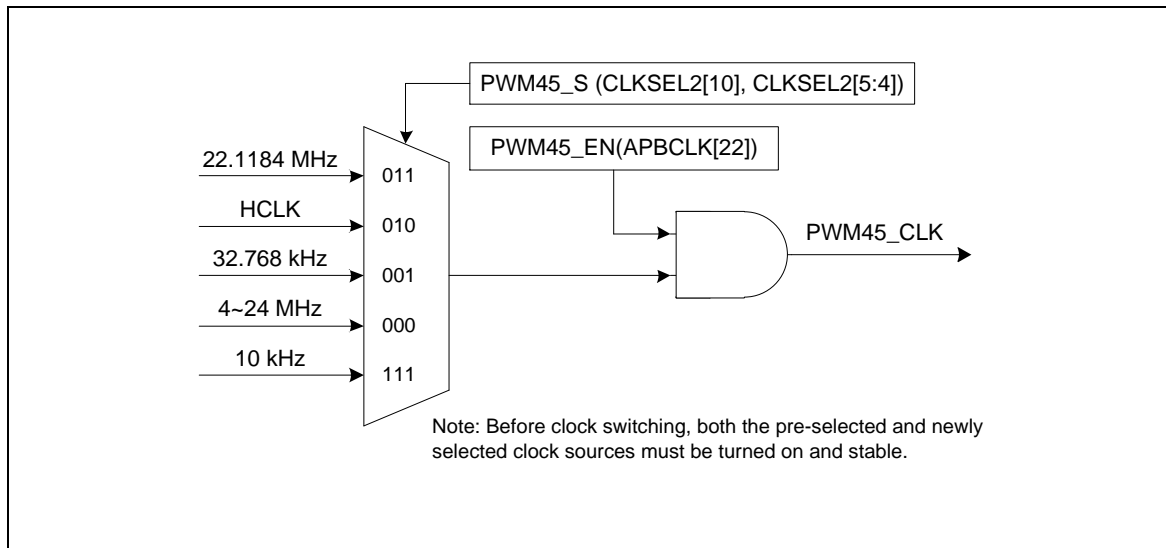 PWM45_S (CLKSEL2[10], CLKSEL2[5:4])
PWM45_EN(APBCLK[22])
22.1184 MHz
011
HCLK
010
PWM45_CLK
32.768 kHz
001
4~24 MHz
000
10 kHz
111
Note: Before clock switching, both the pre-selected and newly
selected clock sources must be turned on and stable.